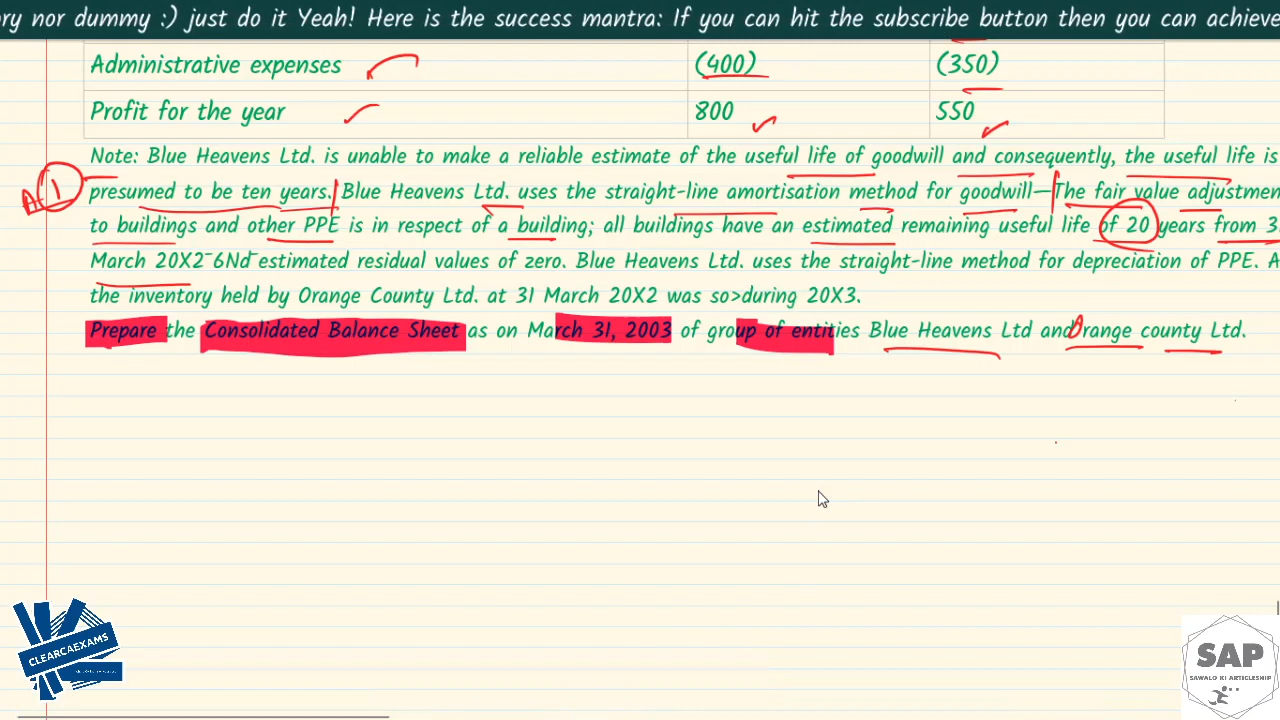 ry nor dummy :) just do it Yeah! Here is the success mantra: If you can hit the subscribe button then you can achieve
Administrative expenses (400) (350)
Profit for the year 800 550
Note: Blue Heavens Ltd. is unable to make a reliable estimate of the useful life of goodwill and consequently, the useful life is
1
presumed to be ten years. Blue Heavens Ltd. uses the straight-line amortisation method for goodwill—The fair value adjustmen
to buildings and other PPE is in respect of a building; all buildings have an estimated remaining useful life of 20 years from 3
March 20X2¯6Nd¯estimated residual values of zero. Blue Heavens Ltd. uses the straight-line method for depreciation of PPE. A
the inventory held by Orange County Ltd. at 31 March 20X2 was so>during 20X3.
Prepare the Consolidated Balance Sheet as on March 31, 2003 of group of entities Blue Heavens Ltd and Orange county Ltd.
CLEARCAEXAMS
SAP
SAWALO KI ARTICLESHIP